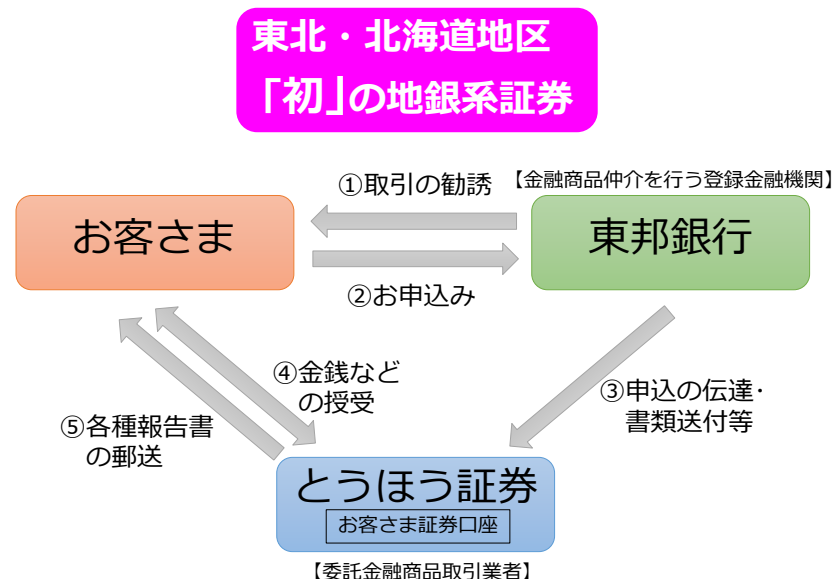 東北・北海道地区
「初」の地銀系証券
①取引の勧誘
【金融商品仲介を行う登録金融機関】
お客さま
東邦銀行
②お申込み
④金銭など
の授受
③申込の伝達・
書類送付等
⑤各種報告書
の郵送
とうほう証券
お客さま証券口座
【委託金融商品取引業者】